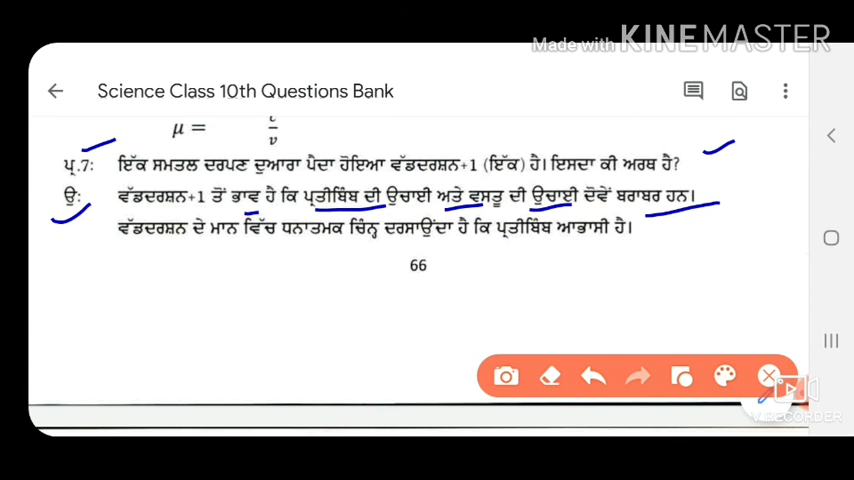 Made with KINEMASTER
Science Class 10th Questions Bank
μ = c/v
ਪ੍ਰ.7: ਇੱਕ ਸਮਤਲ ਦਰਪਣ ਦੁਆਰਾ ਪੈਦਾ ਹੋਇਆ ਵੱਡਦਰਸ਼ਨ+1 (ਇੱਕ) ਹੈ। ਇਸਦਾ ਕੀ ਅਰਥ ਹੈ?
ਉ: ਵੱਡਦਰਸ਼ਨ+1 ਤੋਂ ਭਾਵ ਹੈ ਕਿ ਪ੍ਰਤੀਬਿੰਬ ਦੀ ਉਚਾਈ ਅਤੇ ਵਸਤੂ ਦੀ ਉਚਾਈ ਦੋਵੇਂ ਬਰਾਬਰ ਹਨ।
ਵੱਡਦਰਸ਼ਨ ਦੇ ਮਾਨ ਵਿੱਚ ਧਨਾਤਮਕ ਚਿੰਨ੍ਹ ਦਰਸਾਉਂਦਾ ਹੈ ਕਿ ਪ੍ਰਤੀਬਿੰਬ ਆਭਾਸੀ ਹੈ।
66